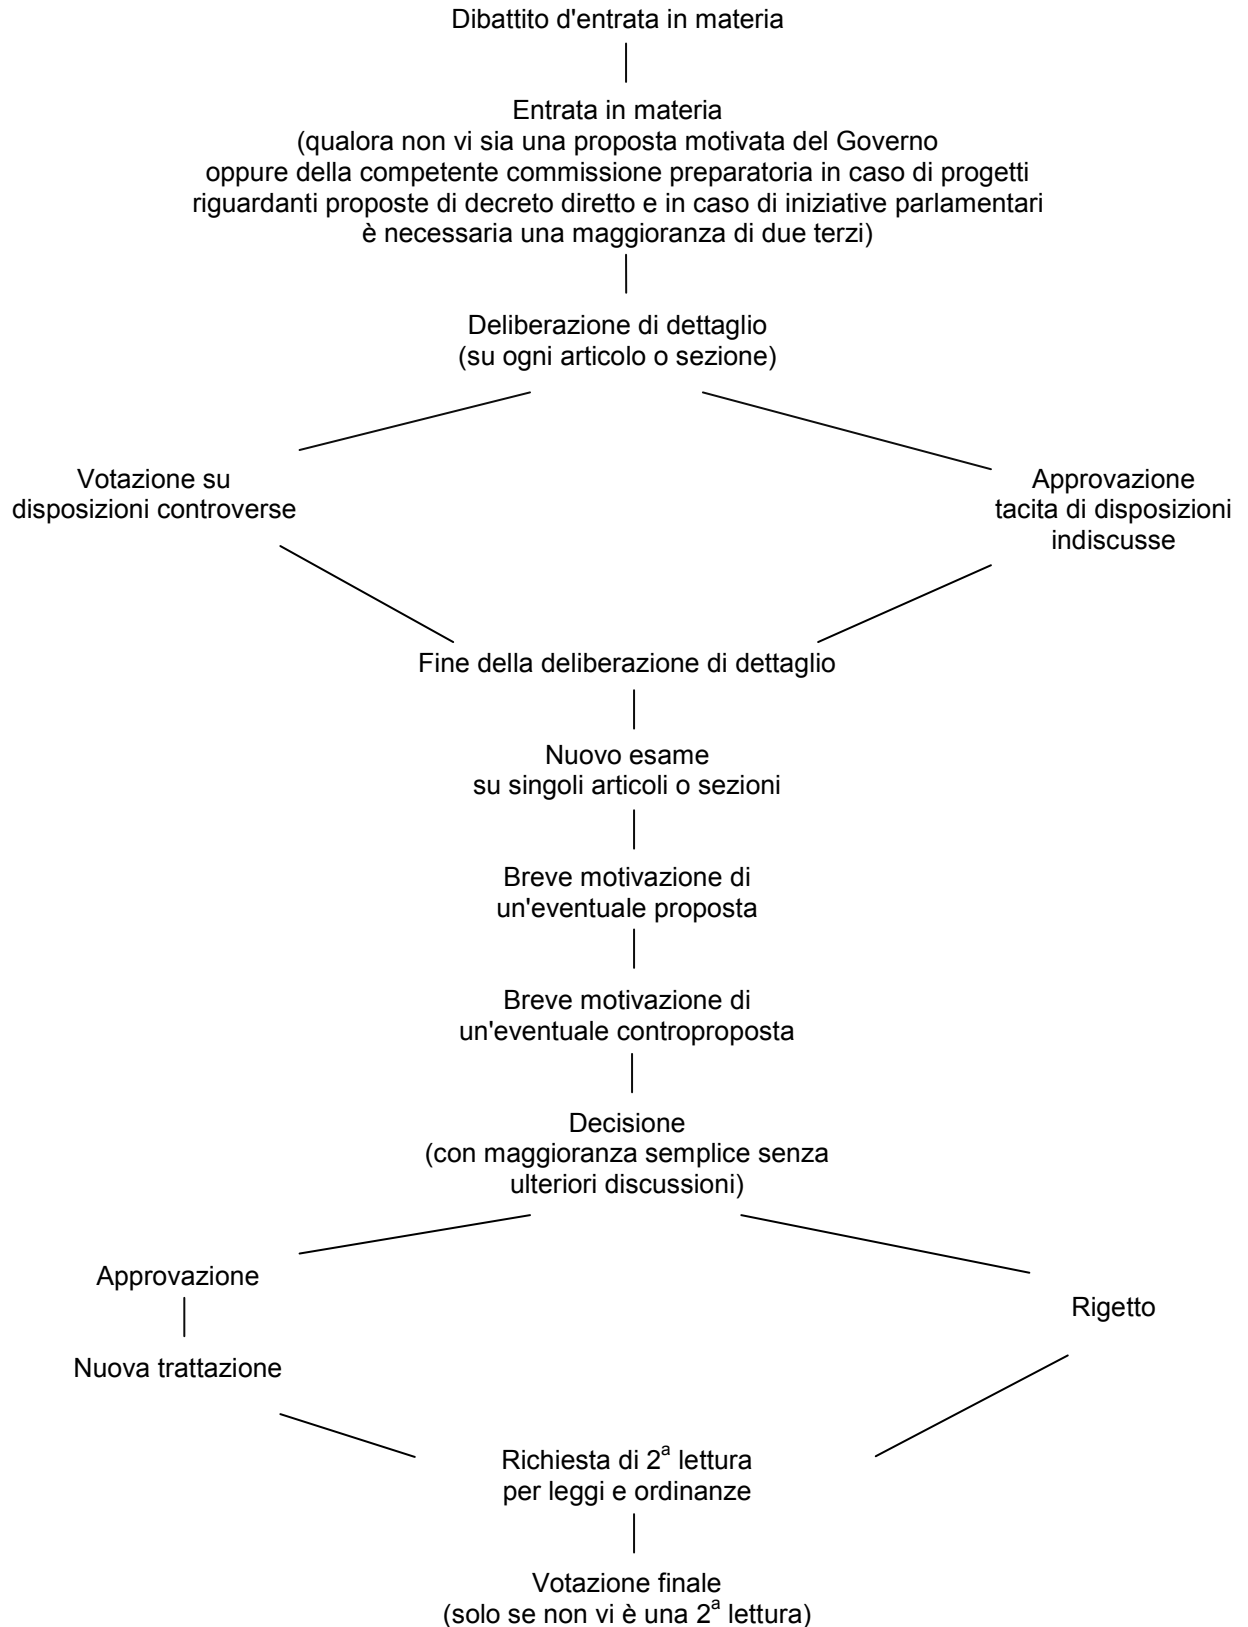 Dibattito d'entrata in materia
Entrata in materia
(qualora non vi sia una proposta motivata del Governo
oppure della competente commissione preparatoria in caso di progetti
riguardanti proposte di decreto diretto e in caso di iniziative parlamentari
è necessaria una maggioranza di due terzi)
Deliberazione di dettaglio
(su ogni articolo o sezione)
Votazione su
disposizioni controverse
Approvazione
tacita di disposizioni
indiscusse
Fine della deliberazione di dettaglio
Nuovo esame
su singoli articoli o sezioni
Breve motivazione di
un'eventuale proposta
Breve motivazione di
un'eventuale controproposta
Decisione
(con maggioranza semplice senza
ulteriori discussioni)
Approvazione
Rigetto
Nuova trattazione
Richiesta di 2ª lettura
per leggi e ordinanze
Votazione finale
(solo se non vi è una 2ª lettura)